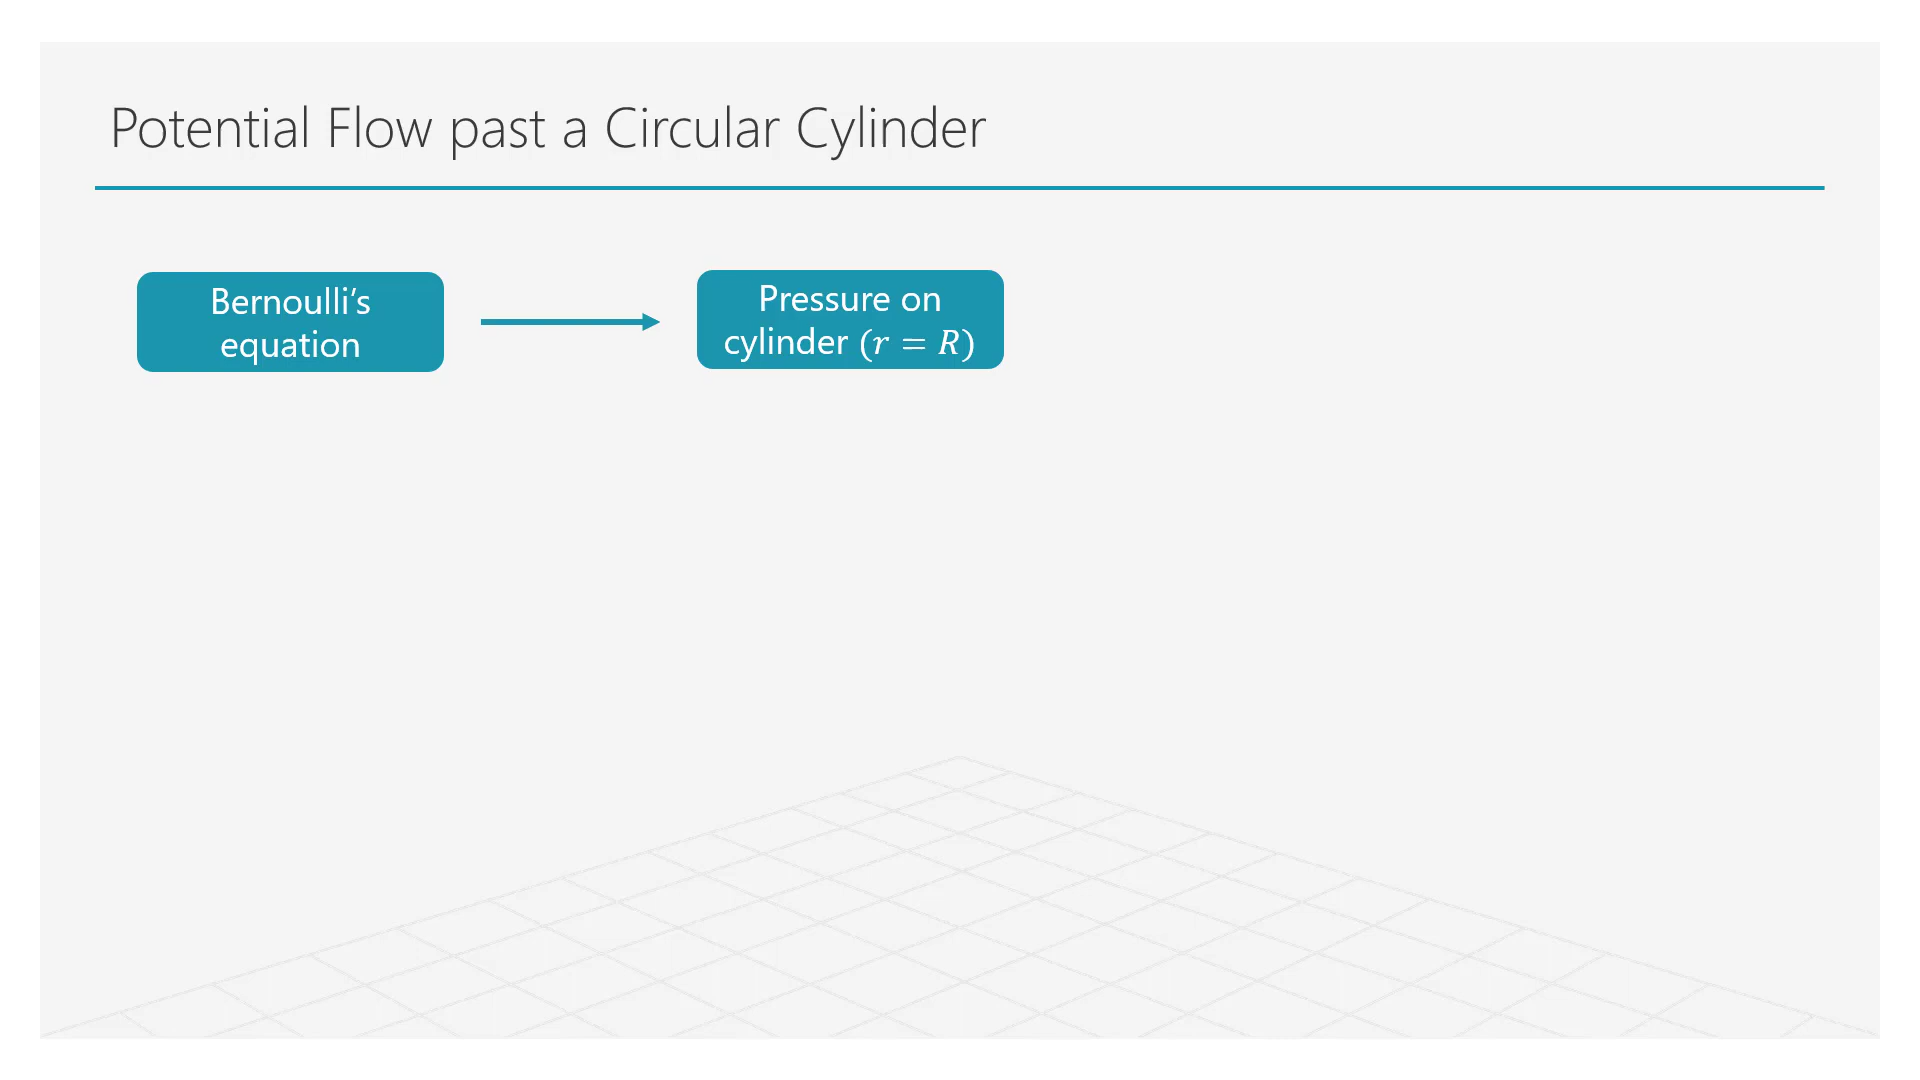 Potential Flow past a Circular Cylinder
Bernoulli’s
equation
Pressure on
cylinder (𝑟 = 𝑅)